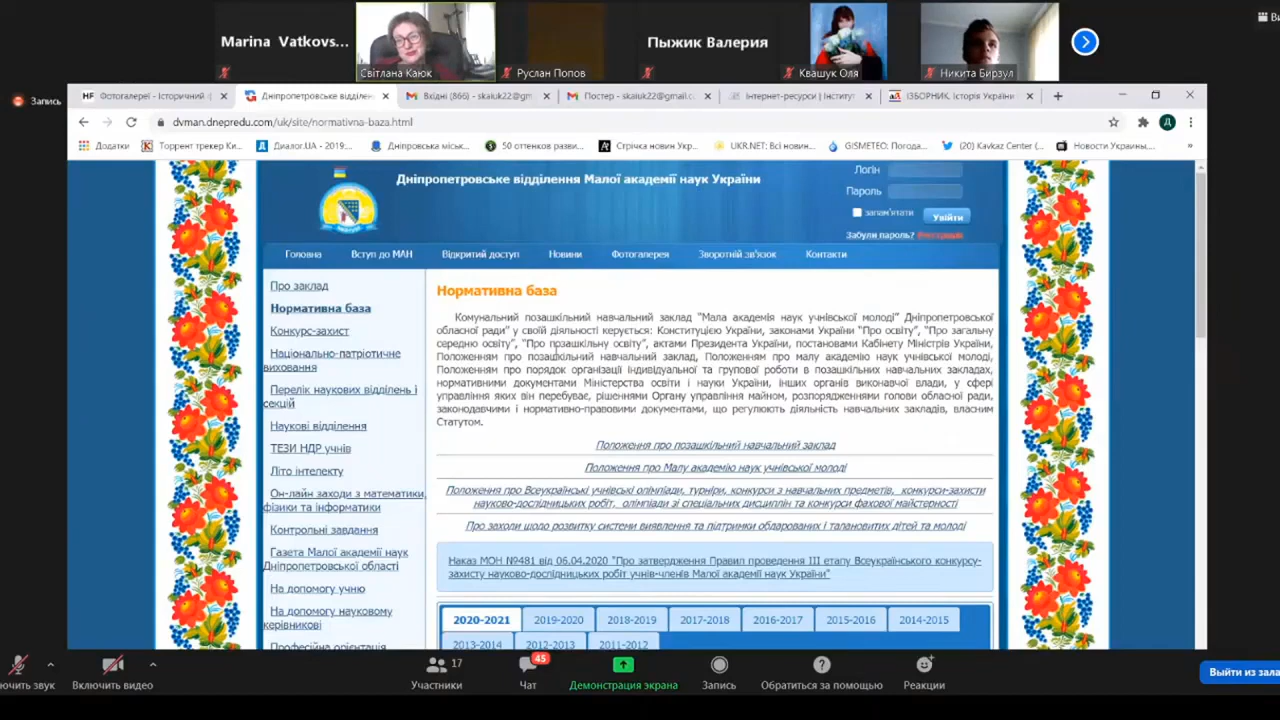 Marina Vatkovs...
Світлана Каюк
Руслан Попов
Пыжик Валерия
Квашук Оля
Никита Бирзул
Запись
Фотогалереї - Історичний
Дніпропетровське відділен
Вхідні (866) - skaiuk22@gm
Постер - skaiuk22@gmail.c
Інтернет-ресурси | Інститут
ІЗБОРНИК. Історія України
dvman.dnepredu.com/uk/site/normativna-baza.html
Д
Додатки
Торрент трекер Ки...
Диалог.UA - 2019:...
Дніпровська міськ...
50 оттенков разви...
Стрічка новин Укр...
UKR.NET: Всі новин...
GISMETEO: Погода...
(20) Kavkaz Center (...
Новости Украины,...
Дніпропетровське відділення Малої академії наук України
Логін
Пароль
запам'ятати
Увійти
Забули пароль? Реєстрація
Головна
Вступ до МАН
Відкритий доступ
Новини
Фотогалерея
Зворотній зв'язок
Контакти
Про заклад
Нормативна база
Конкурс-захист
Національно-патріотичне
виховання
Перелік наукових відділень і
секцій
Наукові відділення
ТЕЗИ НДР учнів
Літо інтелекту
Он-лайн заходи з математики,
фізики та інформатики
Контрольні завдання
Газета Малої академії наук
Дніпропетровської області
На допомогу учню
На допомогу науковому
керівникові
Професійна орієнтація
Нормативна база
Комунальний позашкільний навчальний заклад "Мала академія наук учнівської молоді" Дніпропетровської
обласної ради" у своїй діяльності керується: Конституцією України, законами України "Про освіту", "Про загальну
середню освіту", "Про позашкільну освіту", актами Президента України, постановами Кабінету Міністрів України,
Положенням про позашкільний навчальний заклад, Положенням про малу академію наук учнівської молоді,
Положенням про порядок організації індивідуальної та групової роботи в позашкільних навчальних закладах,
нормативними документами Міністерства освіти і науки України, інших органів виконавчої влади, у сфері
управління яких він перебуває, рішеннями Органу управління майном, розпорядженнями голови обласної ради,
законодавчими і нормативно-правовими документами, що регулюють діяльність навчальних закладів, власним
Статутом.
Положення про позашкільний навчальний заклад
Положення про Малу академію наук учнівської молоді
Положення про Всеукраїнські учнівські олімпіади, турніри, конкурси з навчальних предметів, конкурси-захисти
науково-дослідницьких робіт, олімпіади зі спеціальних дисциплін та конкурси фахової майстерності
Про заходи щодо розвитку системи виявлення та підтримки обдарованих і талановитих дітей та молоді
Наказ МОН №481 від 06.04.2020 "Про затвердження Правил проведення III етапу Всеукраїнського конкурсу-
захисту науково-дослідницьких робіт учнів-членів Малої академії наук України"
2020-2021
2019-2020
2018-2019
2017-2018
2016-2017
2015-2016
2014-2015
2013-2014
2012-2013
2011-2012
ючить звук
Включить видео
17
Участники
45
Чат
Демонстрация экрана
Запись
Обратиться за помощью
Реакции
Выйти из зала